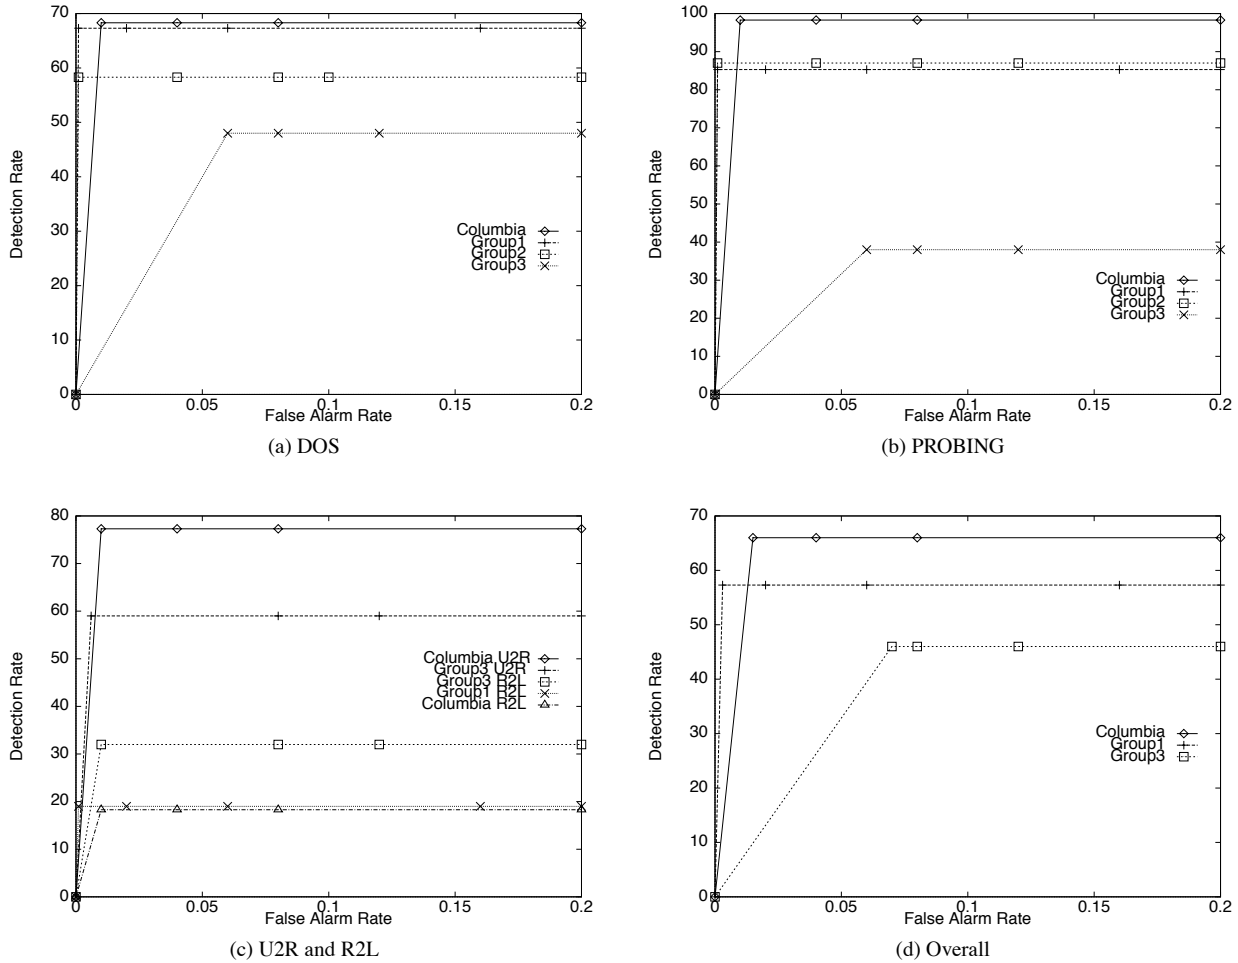 70
60
50
40
30
20
10
0
Detection Rate
Columbia
Group1
Group2
Group3
0 0.05 0.1 0.15 0.2
False Alarm Rate
(a) DOS
100
90
80
70
60
50
40
30
20
10
0
Detection Rate
Columbia
Group1
Group2
Group3
0 0.05 0.1 0.15 0.2
False Alarm Rate
(b) PROBING
80
70
60
50
40
30
20
10
0
Detection Rate
Columbia U2R
Group3 U2R
Group3 R2L
Group1 R2L
Columbia R2L
0 0.05 0.1 0.15 0.2
False Alarm Rate
(c) U2R and R2L
70
60
50
40
30
20
10
0
Detection Rate
Columbia
Group1
Group3
0 0.05 0.1 0.15 0.2
False Alarm Rate
(d) Overall